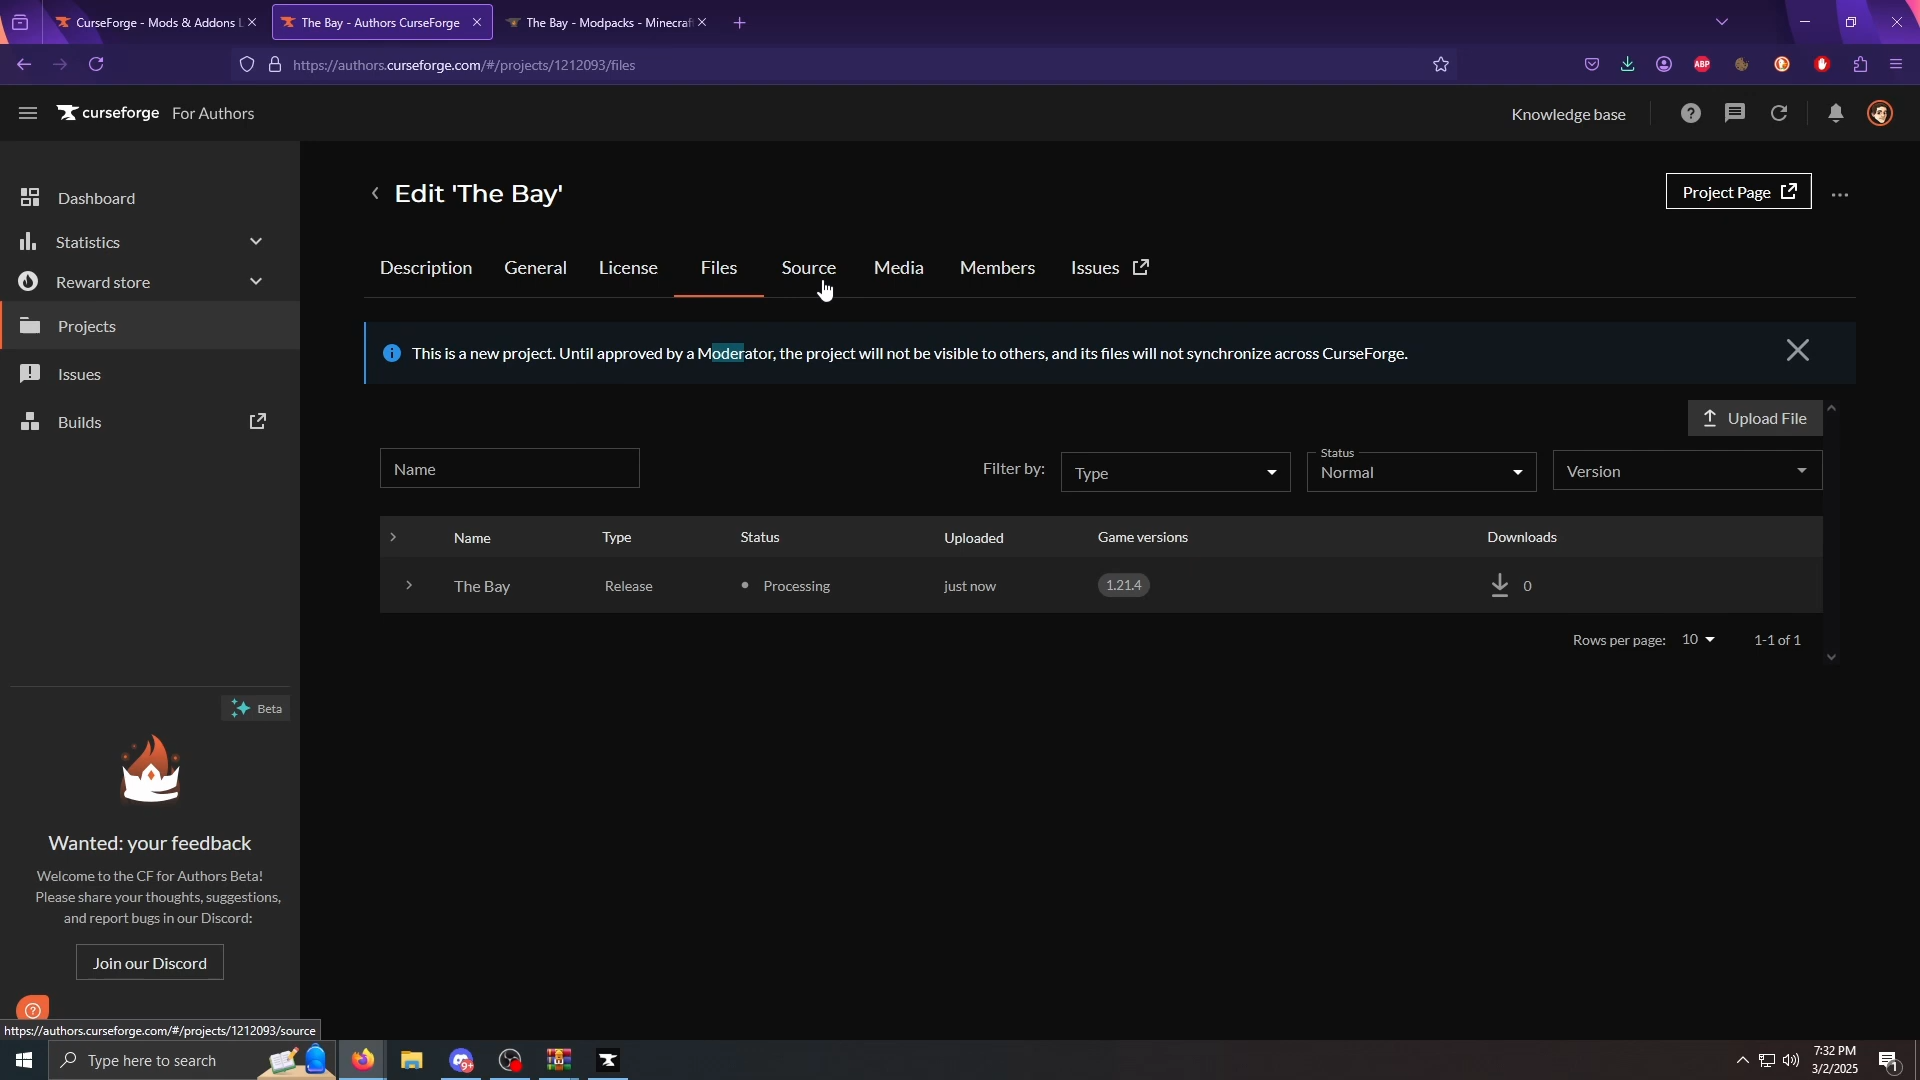 CurseForge - Mods & Addons L
The Bay - Authors CurseForge
The Bay - Modpacks - Minecraf
https://authors.curseforge.com/#/projects/1212093/files
ABP
curseforge For Authors
Knowledge base
Dashboard
Statistics
Reward store
Projects
Issues
Builds
Edit 'The Bay'
Project Page
Description
General
License
Files
Source
Media
Members
Issues
This is a new project. Until approved by a Moderator, the project will not be visible to others, and its files will not synchronize across CurseForge.
Upload File
Name
Filter by:
Type
Status
Normal
Version
Name Type Status Uploaded Game versions Downloads
The Bay Release Processing just now 1.21.4 0
Rows per page: 10 1-1 of 1
Beta
Wanted: your feedback
Welcome to the CF for Authors Beta!
Please share your thoughts, suggestions,
and report bugs in our Discord:
Join our Discord
https://authors.curseforge.com/#/projects/1212093/source
Type here to search
9+
7:32 PM
3/2/2025
1